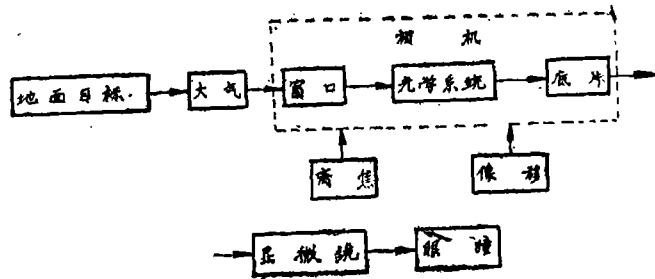 相机
地面目标
大气
窗口
光学系统
底片
离焦
像移
显微镜
眼睛